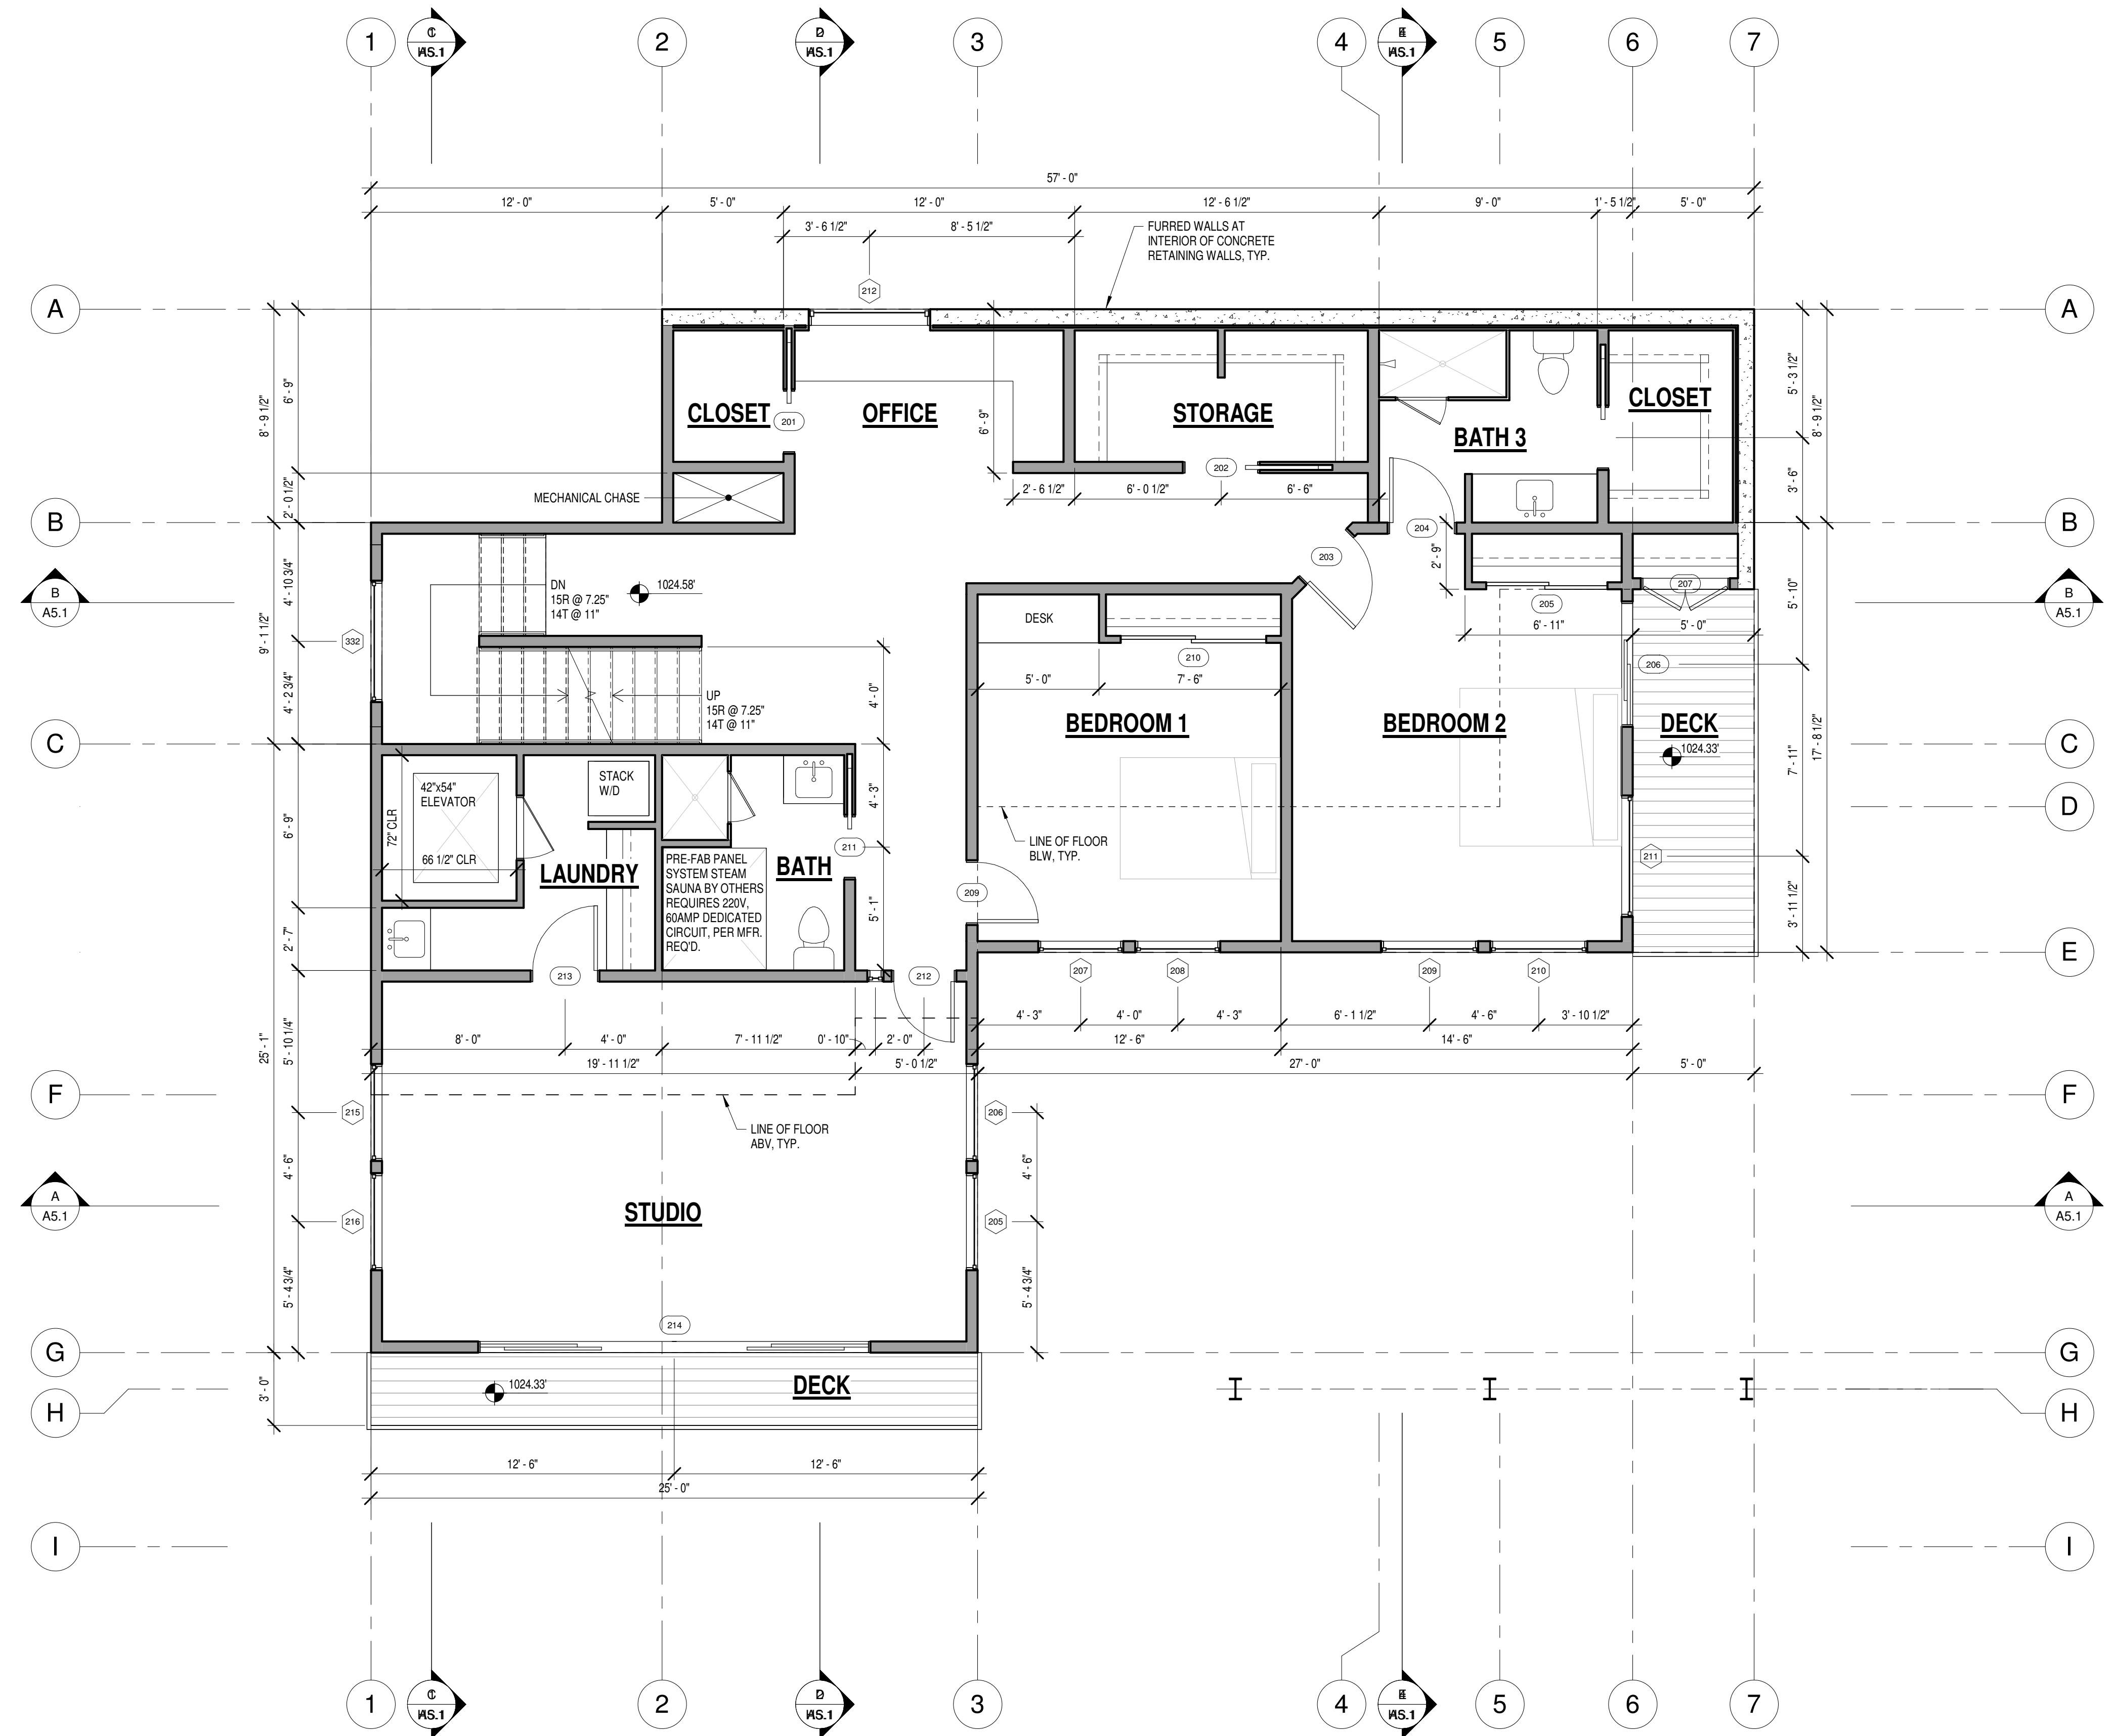 1
2
3
4
5
6
7
57' - 0"
12' - 0"
5' - 0"
12' - 0"
12' - 6 1/2"
9' - 0"
1' - 5 1/2"
5' - 0"
3' - 6 1/2"
8' - 5 1/2"
FURRED WALLS AT
INTERIOR OF CONCRETE
RETAINING WALLS, TYP.
212
A
A
8' - 9 1/2"
6' - 9"
2' - 0 1/2"
CLOSET
201
OFFICE
6' - 9"
STORAGE
202
BATH 3
CLOSET
5' - 3 1/2"
3' - 6"
8' - 9 1/2"
MECHANICAL CHASE
2' - 6 1/2"
6' - 0 1/2"
6' - 6"
B
B
203
204
2' - 9"
B
A5.1
B
A5.1
9' - 1 1/2"
4' - 10 3/4"
4' - 2 3/4"
332
DN
15R @ 7.25"
14T @ 11"
1024.58'
UP
15R @ 7.25"
14T @ 11"
4' - 0"
DESK
210
5' - 0"
7' - 6"
205
6' - 11"
207
5' - 0"
206
5' - 10"
7' - 11"
3' - 11 1/2"
17' - 8 1/2"
BEDROOM 1
BEDROOM 2
DECK
1024.33'
C
C
D
42"x54"
ELEVATOR
72" CLR
66 1/2" CLR
STACK
W/D
LAUNDRY
6' - 9"
2' - 7"
PRE-FAB PANEL
SYSTEM STEAM
SAUNA BY OTHERS
REQUIRES 220V,
60AMP DEDICATED
CIRCUIT, PER MFR.
REQ'D.
BATH
211
4' - 3"
5' - 1"
LINE OF FLOOR
BLW, TYP.
209
211
E
213
212
207
208
209
210
4' - 3"
4' - 0"
4' - 3"
6' - 1 1/2"
4' - 6"
3' - 10 1/2"
8' - 0"
4' - 0"
7' - 11 1/2"
0' - 10"
2' - 0"
12' - 6"
14' - 6"
19' - 11 1/2"
5' - 0 1/2"
27' - 0"
5' - 0"
25' - 1"
5' - 10 1/4"
4' - 6"
5' - 4 3/4"
F
F
215
206
LINE OF FLOOR
ABV, TYP.
4' - 6"
5' - 4 3/4"
A
A5.1
A
A5.1
216
STUDIO
205
214
G
G
3' - 0"
1024.33'
DECK
H
H
12' - 6"
12' - 6"
25' - 0"
I
I
1
2
3
4
5
6
7